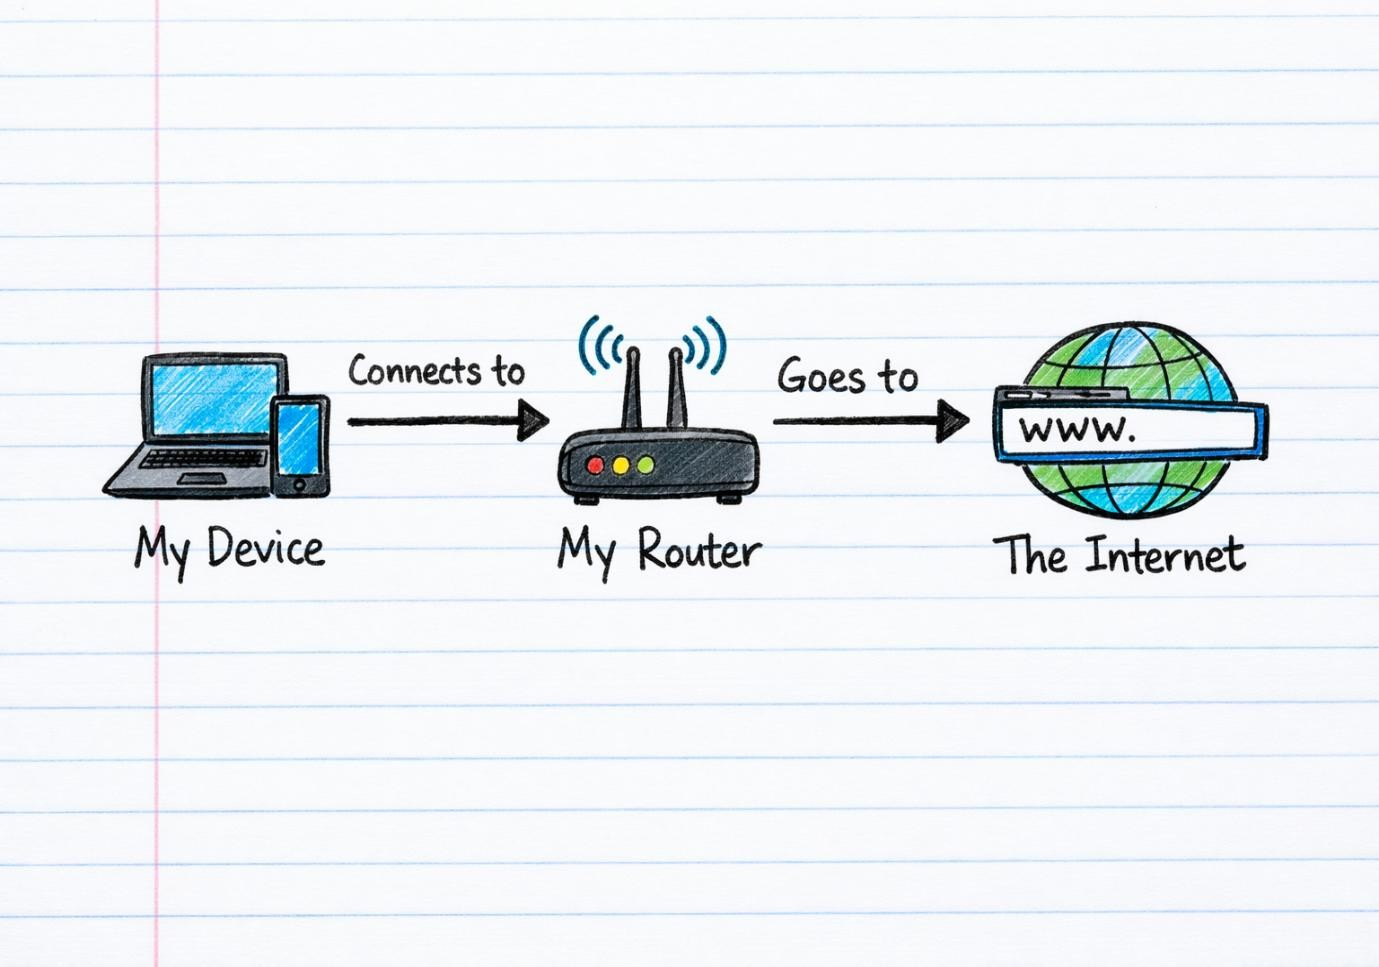 Connects to
Goes to
www.
My Device
My Router
The Internet